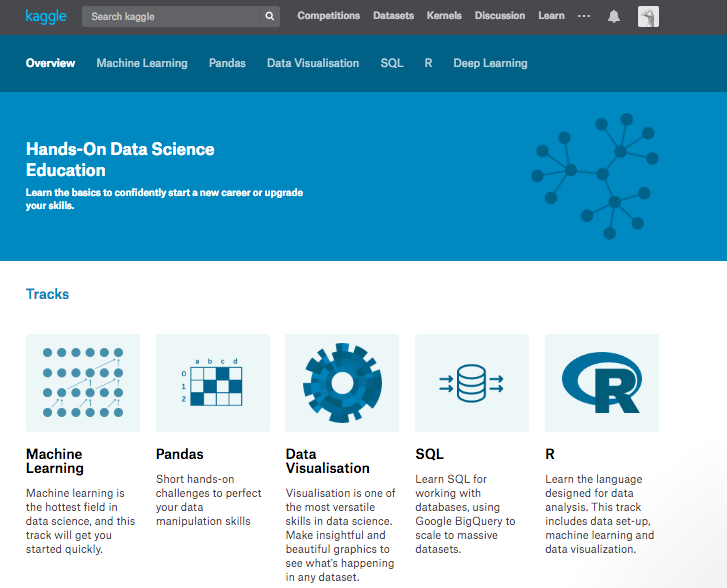 kaggle Search kaggle Competitions Datasets Kernels Discussion Learn ...
Overview Machine Learning Pandas Data Visualisation SQL R Deep Learning
Hands-On Data Science
Education
Learn the basics to confidently start a new career or upgrade
your skills.
Tracks
a b c d
0
1
2
R
Machine
Learning
Machine learning is
the hottest field in
data science, and this
track will get you
started quickly.
Pandas
Short hands-on
challenges to perfect
your data
manipulation skills
Data
Visualisation
Visualisation is one of
the most versatile
skills in data science.
Make insightful and
beautiful graphics to
see what's happening
in any dataset.
SQL
Learn SQL for
working with
databases, using
Google BigQuery to
scale to massive
datasets.
R
Learn the language
designed for data
analysis. This track
includes data set-up,
machine learning and
data visualization.